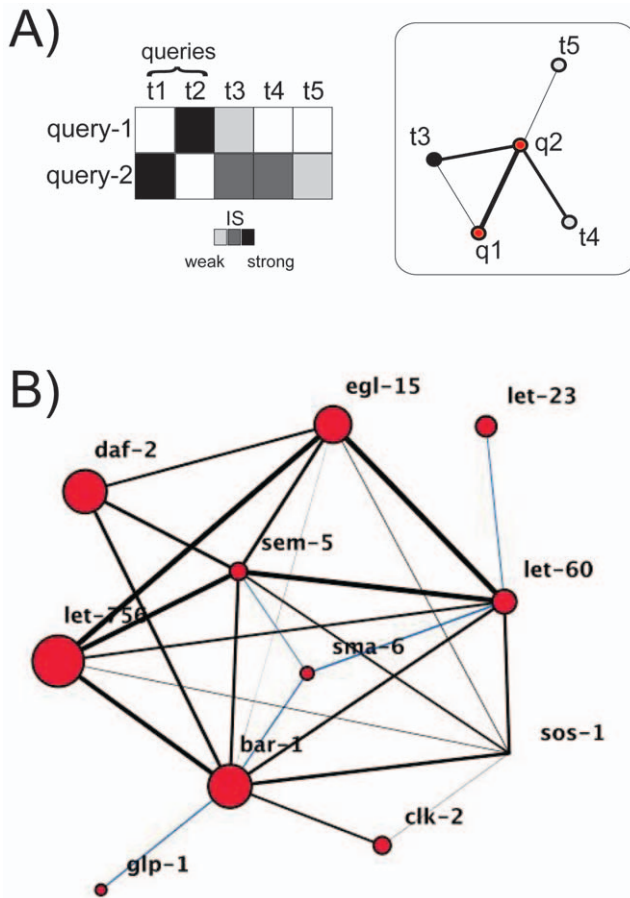 A)
queries
t1 t2 t3 t4 t5
query-1
query-2
IS
weak strong
t5
t3
q2
q1
t4
B)
egl-15
let-23
daf-2
sem-5
let-60
let-756
sma-6
bar-1
sos-1
clk-2
glp-1